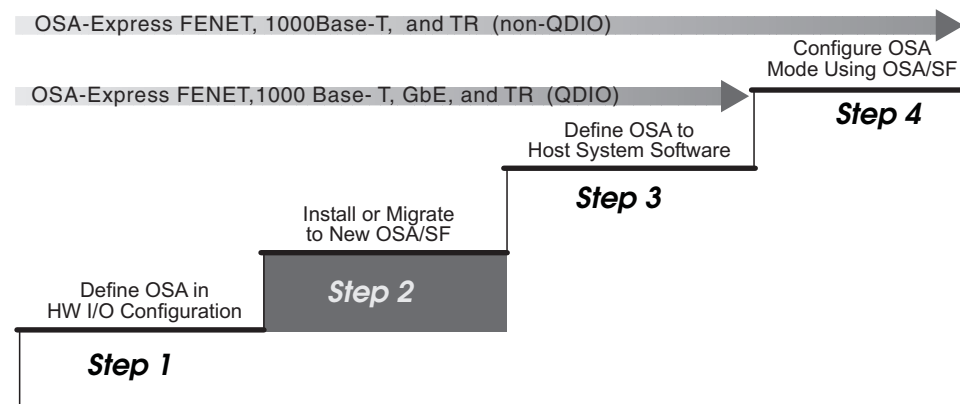 OSA-Express FENET, 1000Base-T, and TR (non-QDIO)
Configure OSA
Mode Using OSA/SF
OSA-Express FENET,1000 Base- T, GbE, and TR (QDIO)
Step 4
Define OSA to
Host System Software
Step 3
Install or Migrate
to New OSA/SF
Step 2
Define OSA in
HW I/O Configuration
Step 1